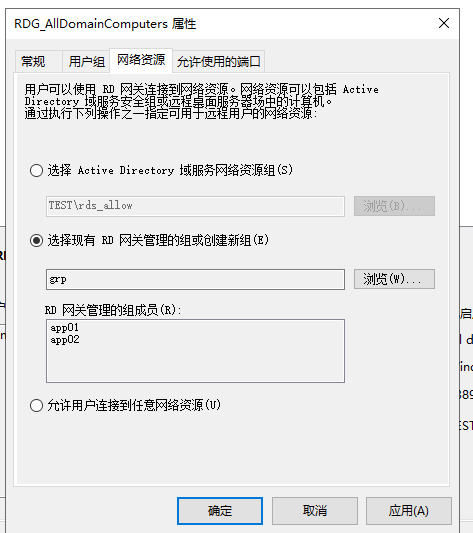 RDG_AllDomainComputers 属性
常规
用户组
网络资源
允许使用的端口
用户可以使用 RD 网关连接到网络资源。网络资源可以包括 Active
Directory 域服务安全组或远程桌面服务器场中的计算机。
通过执行下列操作之一指定可用于远程用户的网络资源:
选择 Active Directory 域服务网络资源组(S)
TEST\rds_allow
浏览(B)...
选择现有 RD 网关管理的组或创建新组(E)
grp
浏览(W)...
RD 网关管理的组成员(R):
app01
app02
允许用户连接到任意网络资源(U)
确定
取消
应用(A)